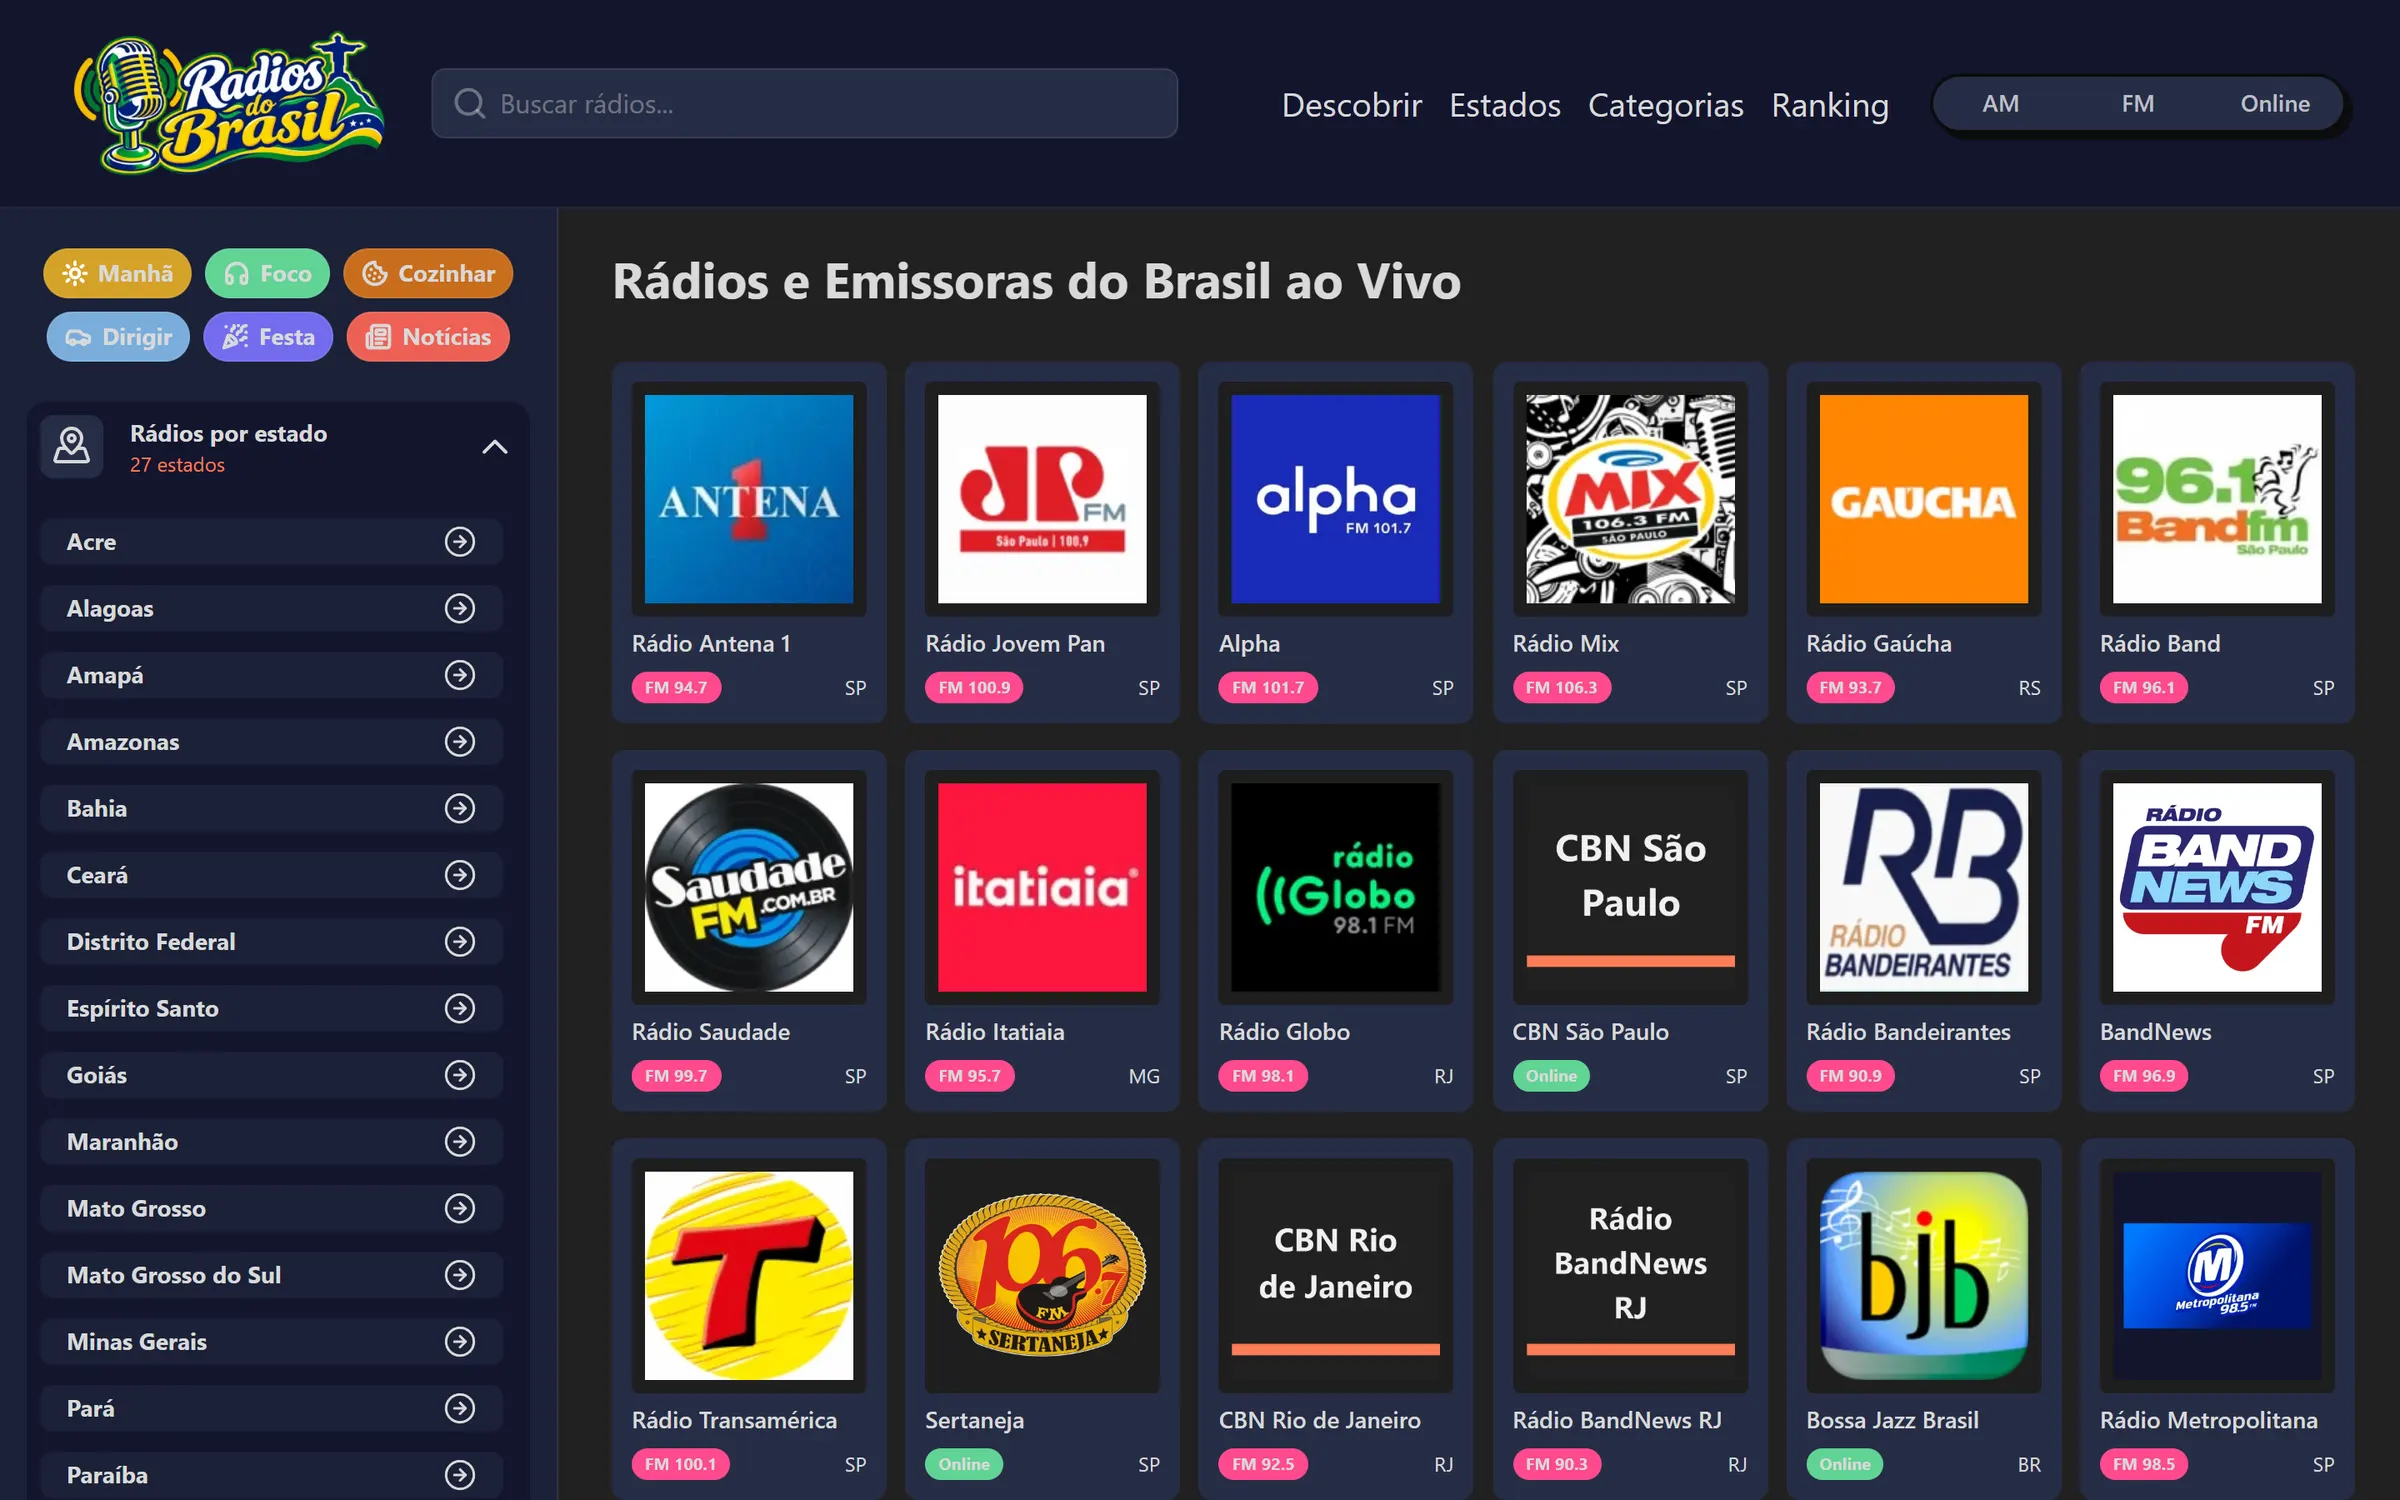 Radios
do
Brasil
Buscar rádios...
Descobrir
Estados
Categorias
Ranking
AM
FM
Online
Manhã
Foco
Cozinhar
Dirigir
Festa
Notícias
Rádios por estado
27 estados
Acre
Alagoas
Amapá
Amazonas
Bahia
Ceará
Distrito Federal
Espírito Santo
Goiás
Maranhão
Mato Grosso
Mato Grosso do Sul
Minas Gerais
Pará
Paraíba
Rádios e Emissoras do Brasil ao Vivo
ANTENA 1
Rádio Antena 1
FM 94.7
SP
JP FM
São Paulo | 100,9
Rádio Jovem Pan
FM 100.9
SP
alpha
FM 101.7
Alpha
FM 101.7
SP
MIX
106.3 FM
SÃO PAULO
Rádio Mix
FM 106.3
SP
GAÚCHA
Rádio Gaúcha
FM 93.7
RS
96.1
Bandfm
São Paulo
Rádio Band
FM 96.1
SP
Saudade
FM .COM.BR
Rádio Saudade
FM 99.7
SP
itatiaia®
Rádio Itatiaia
FM 95.7
MG
rádio
Globo
98.1 FM
Rádio Globo
FM 98.1
RJ
CBN São
Paulo
CBN São Paulo
Online
SP
RB
RÁDIO
BANDEIRANTES
Rádio Bandeirantes
FM 90.9
SP
RÁDIO
BAND
NEWS
FM
BandNews
FM 96.9
SP
T
Rádio Transamérica
FM 100.1
SP
106.7
FM
SERTANEJA
Sertaneja
Online
SP
CBN Rio
de Janeiro
CBN Rio de Janeiro
FM 92.5
RJ
Rádio
BandNews
RJ
Rádio BandNews RJ
FM 90.3
RJ
bjb
Bossa Jazz Brasil
Online
BR
M
Metropolitana
98.5 FM
Rádio Metropolitana
FM 98.5
SP